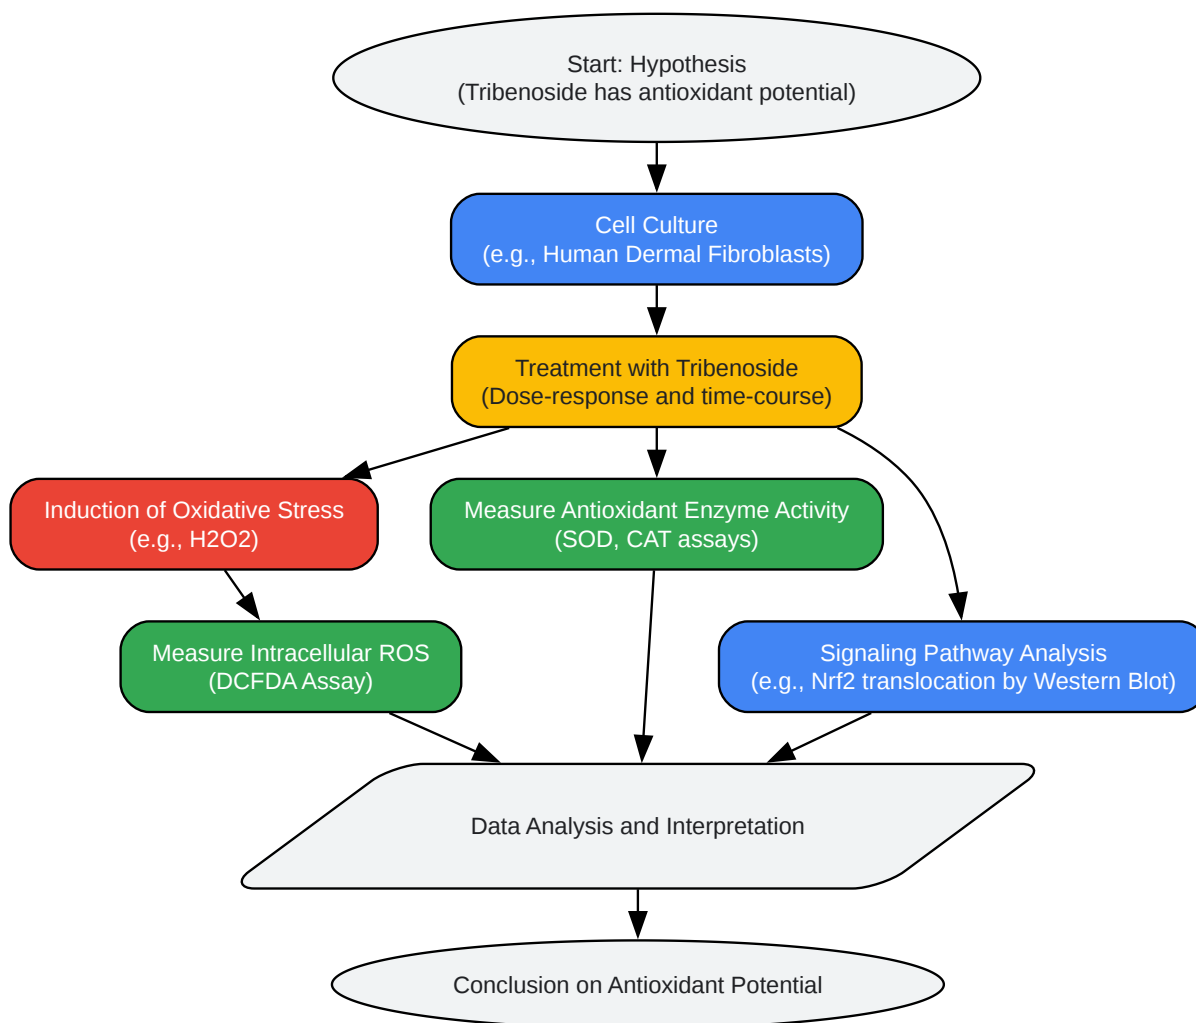 Start: Hypothesis
(Tribenoside has antioxidant potential)
Cell Culture
(e.g., Human Dermal Fibroblasts)
Treatment with Tribenoside
(Dose-response and time-course)
Induction of Oxidative Stress
(e.g., H2O2)
Measure Antioxidant Enzyme Activity
(SOD, CAT assays)
Measure Intracellular ROS
(DCFDA Assay)
Signaling Pathway Analysis
(e.g., Nrf2 translocation by Western Blot)
Data Analysis and Interpretation
Conclusion on Antioxidant Potential